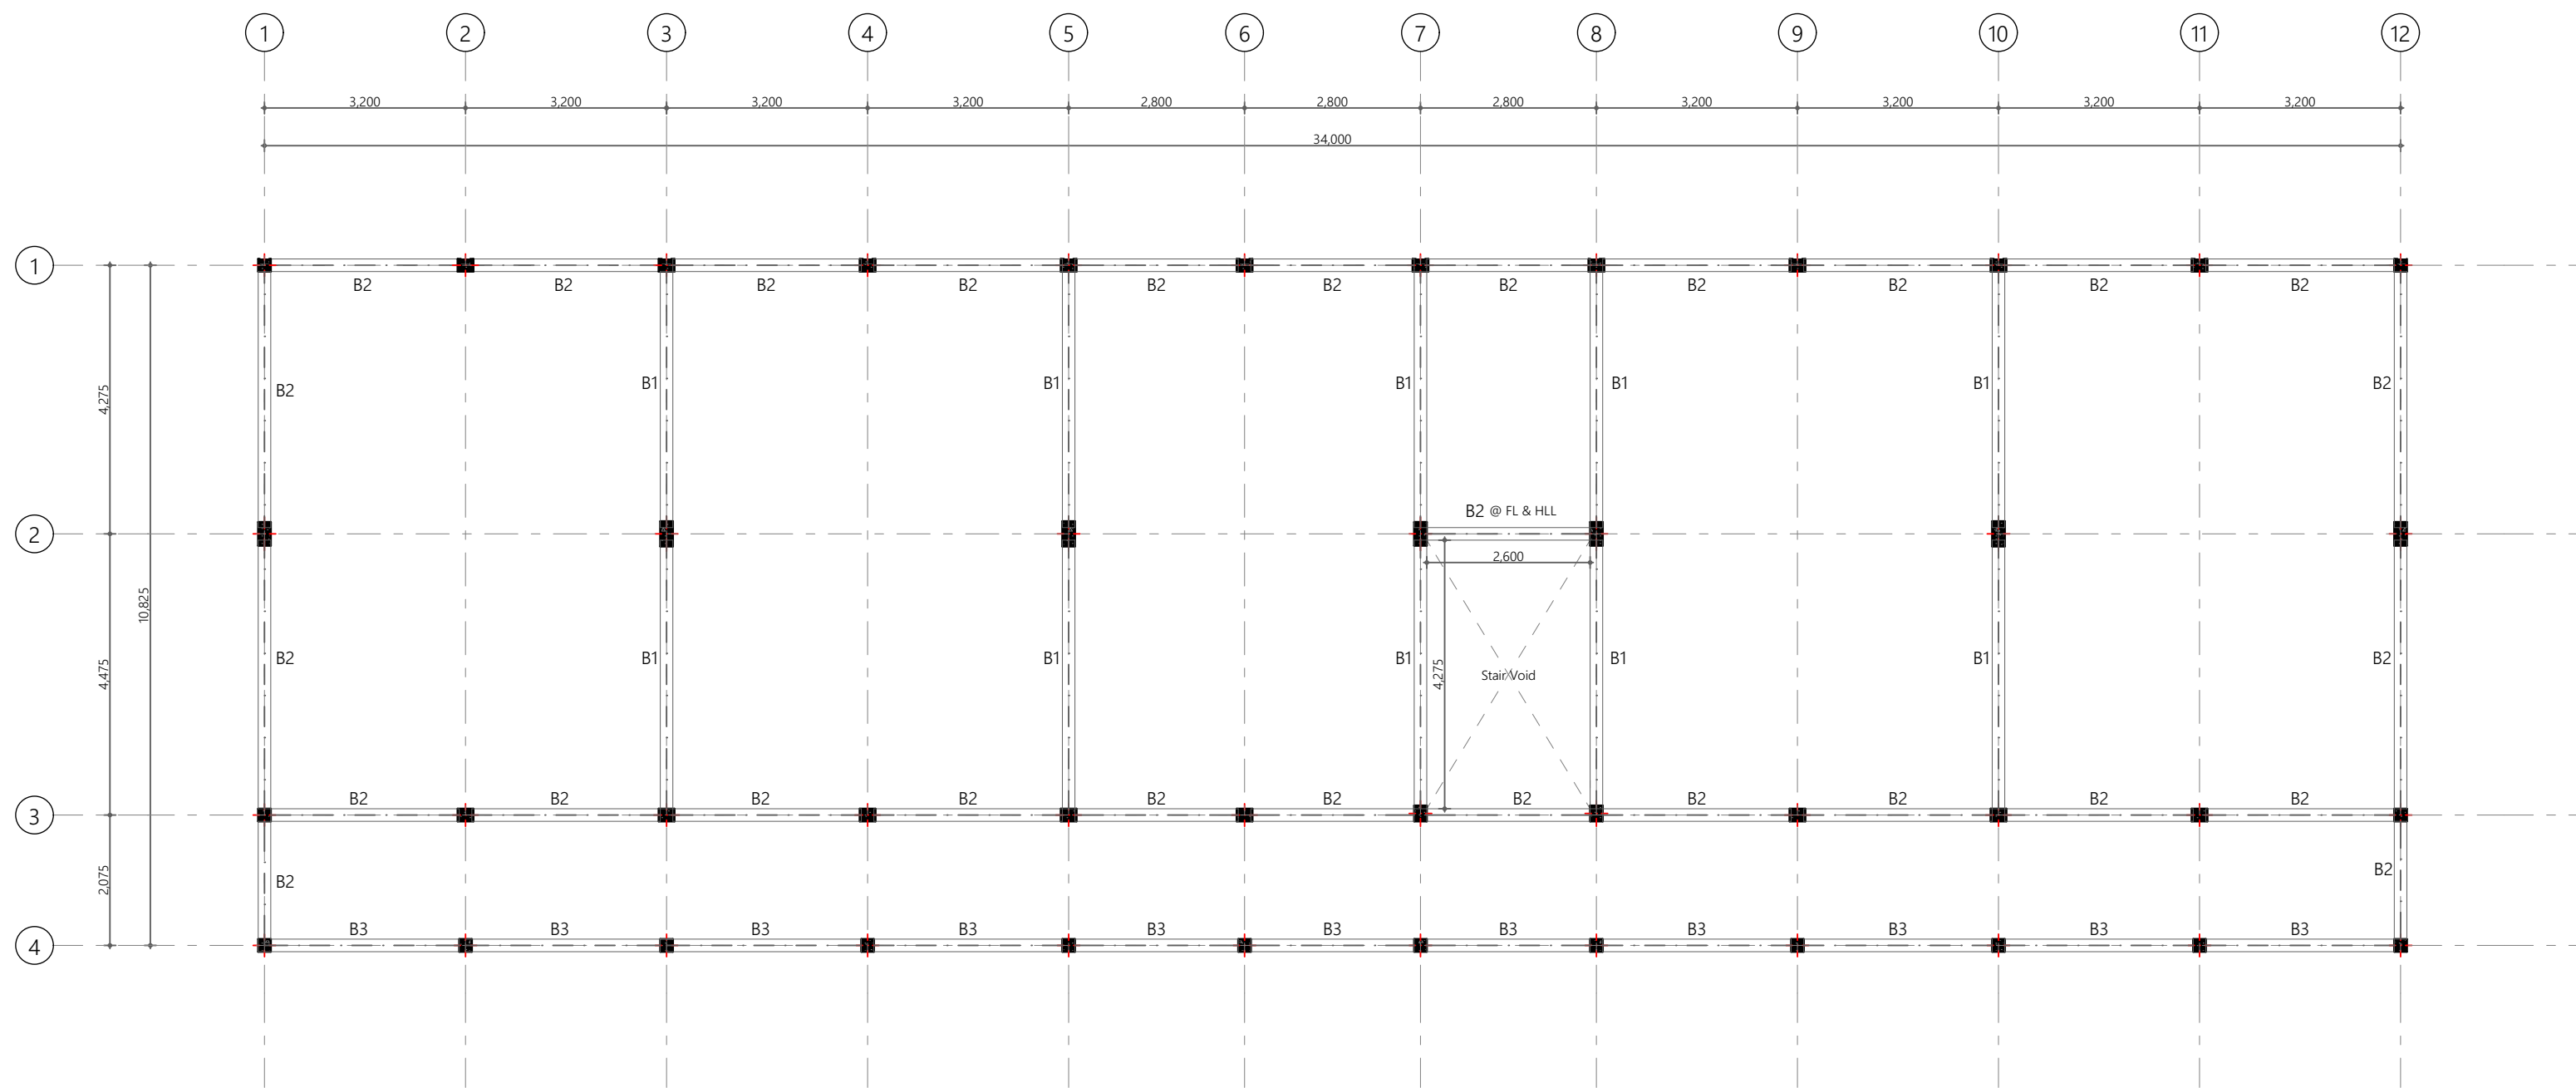 1 2 3 4 5 6 7 8 9 10 11 12
3,200 3,200 3,200 3,200 2,800 2,800 2,800 3,200 3,200 3,200 3,200
34,000
1
B2 B2 B2 B2 B2 B2 B2 B2 B2 B2 B2
4,275
B2 B1 B1 B1 B1 B1 B2
B2 @ FL & HLL
2
2,600
10,825
4,475
B2 B1 B1 B1 B1 B1 B2
4,275
Stair Void
B2 B2 B2 B2 B2 B2 B2 B2 B2 B2 B2
3
2,075
B2 B2
B3 B3 B3 B3 B3 B3 B3 B3 B3 B3 B3
4